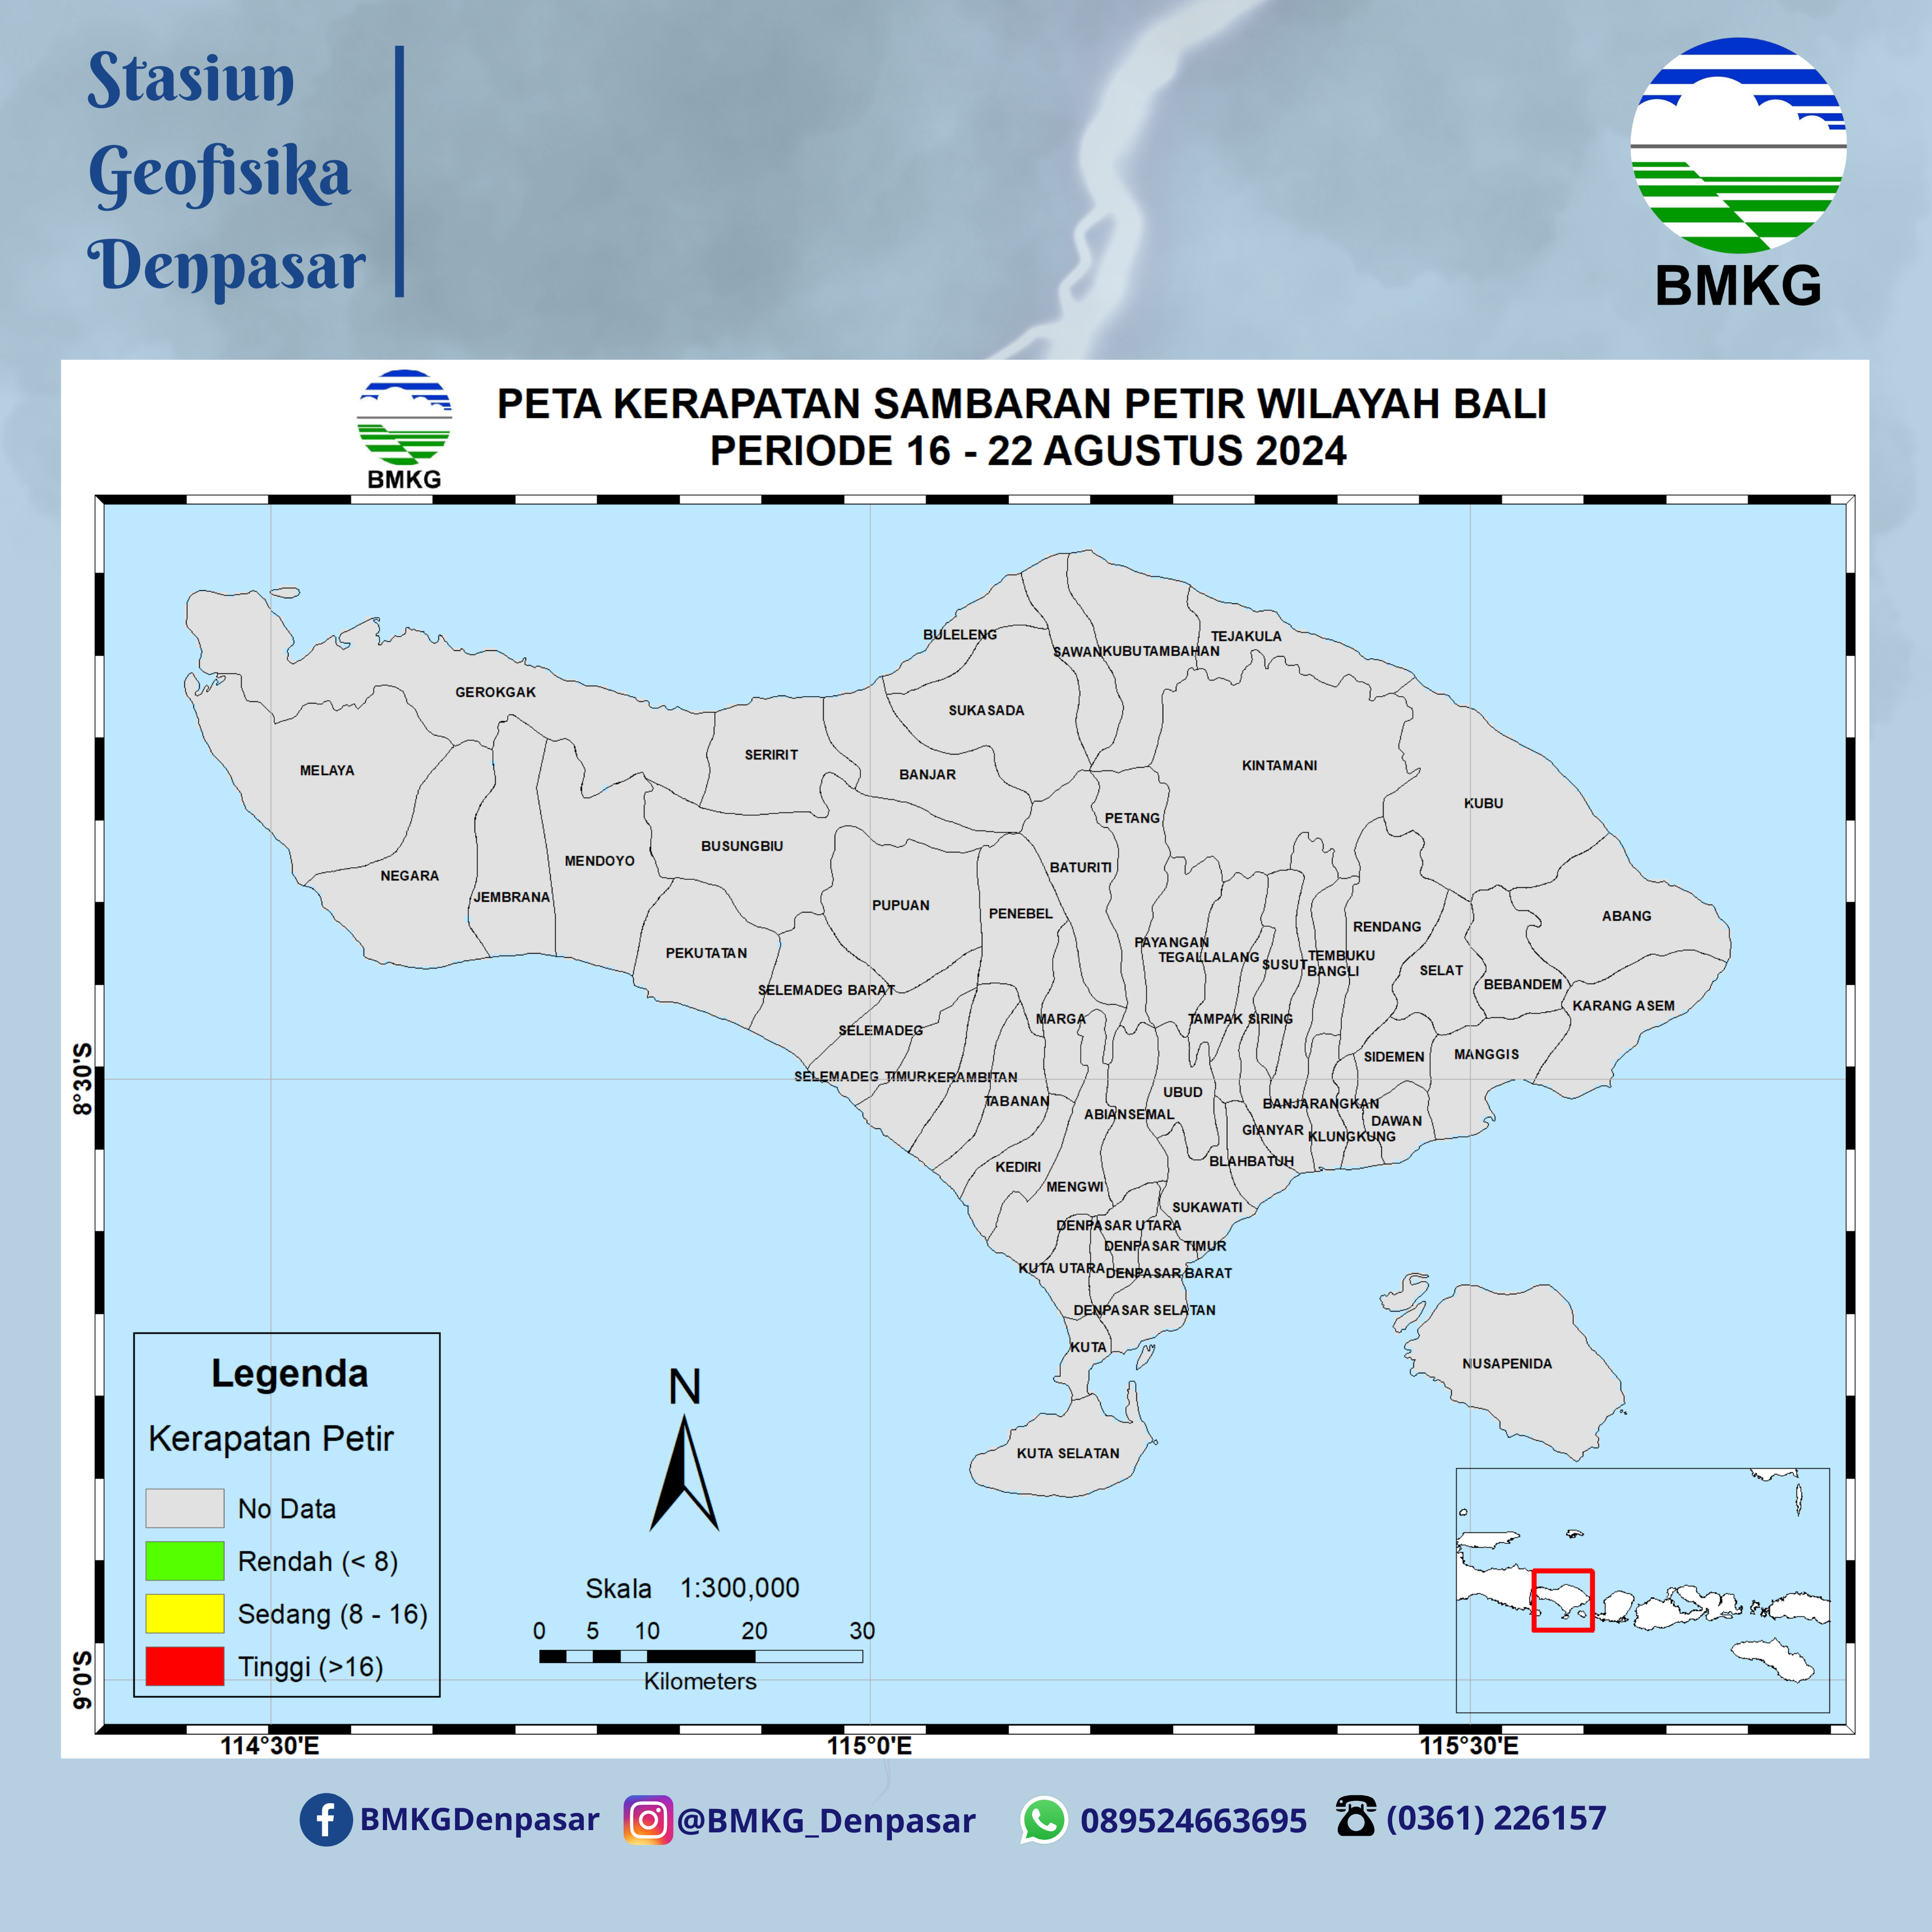 Stasiun
Geofisika
Denpasar
BMKG
BMKG
PETA KERAPATAN SAMBARAN PETIR WILAYAH BALI
PERIODE 16 - 22 AGUSTUS 2024
BULELENG
TEJAKULA
SAWAN
KUBUTAMBAHAN
GEROKGAK
SUKASADA
SERIRIT
KINTAMANI
MELAYA
BANJAR
KUBU
PETANG
BUSUNGBIU
MENDOYO
BATURITI
NEGARA
JEMBRANA
PUPUAN
PENEBEL
ABANG
RENDANG
PAYANGAN
PEKUTATAN
TEGALLALANG
SUSUT
TEMBUKU
BANGLI
SELAT
BEBANDEM
SELEMADEG BARAT
KARANG ASEM
MARGA
TAMPAK SIRING
SELEMADEG
SIDEMEN
MANGGIS
SELEMADEG TIMUR
KERAMBITAN
UBUD
TABANAN
BANJARANGKAN
ABIANSEMAL
DAWAN
GIANYAR
KLUNGKUNG
BLAHBATUH
KEDIRI
MENGWI
SUKAWATI
DENPASAR UTARA
DENPASAR TIMUR
KUTA UTARA
DENPASAR BARAT
DENPASAR SELATAN
KUTA
NUSAPENIDA
KUTA SELATAN
8°30'S
9°0'S
Legenda
Kerapatan Petir
No Data
Rendah (< 8)
Sedang (8 - 16)
Tinggi (>16)
N
Skala 1:300,000
0 5 10 20 30
Kilometers
114°30'E 115°0'E 115°30'E
BMKGDenpasar @BMKG_Denpasar 089524663695 (0361) 226157